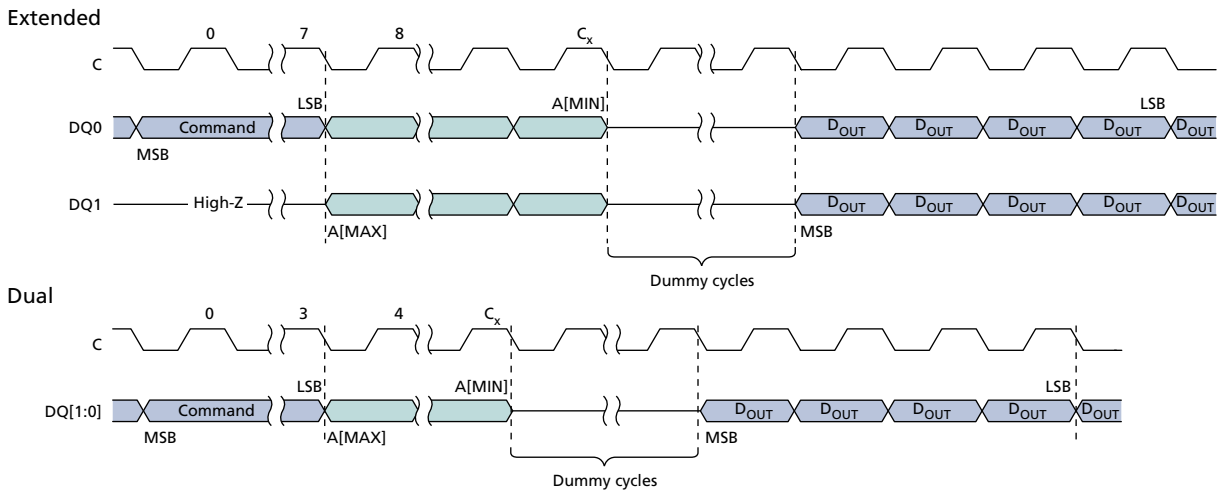 Extended
0 7 8 Cx
C
LSB A[MIN] LSB
DQ0 Command DOUT DOUT DOUT DOUT DOUT
MSB
DQ1 High-Z DOUT DOUT DOUT DOUT DOUT
A[MAX] MSB
Dummy cycles
Dual
0 3 4 Cx
C
LSB A[MIN] LSB
DQ[1:0] Command DOUT DOUT DOUT DOUT DOUT
MSB A[MAX] MSB
Dummy cycles